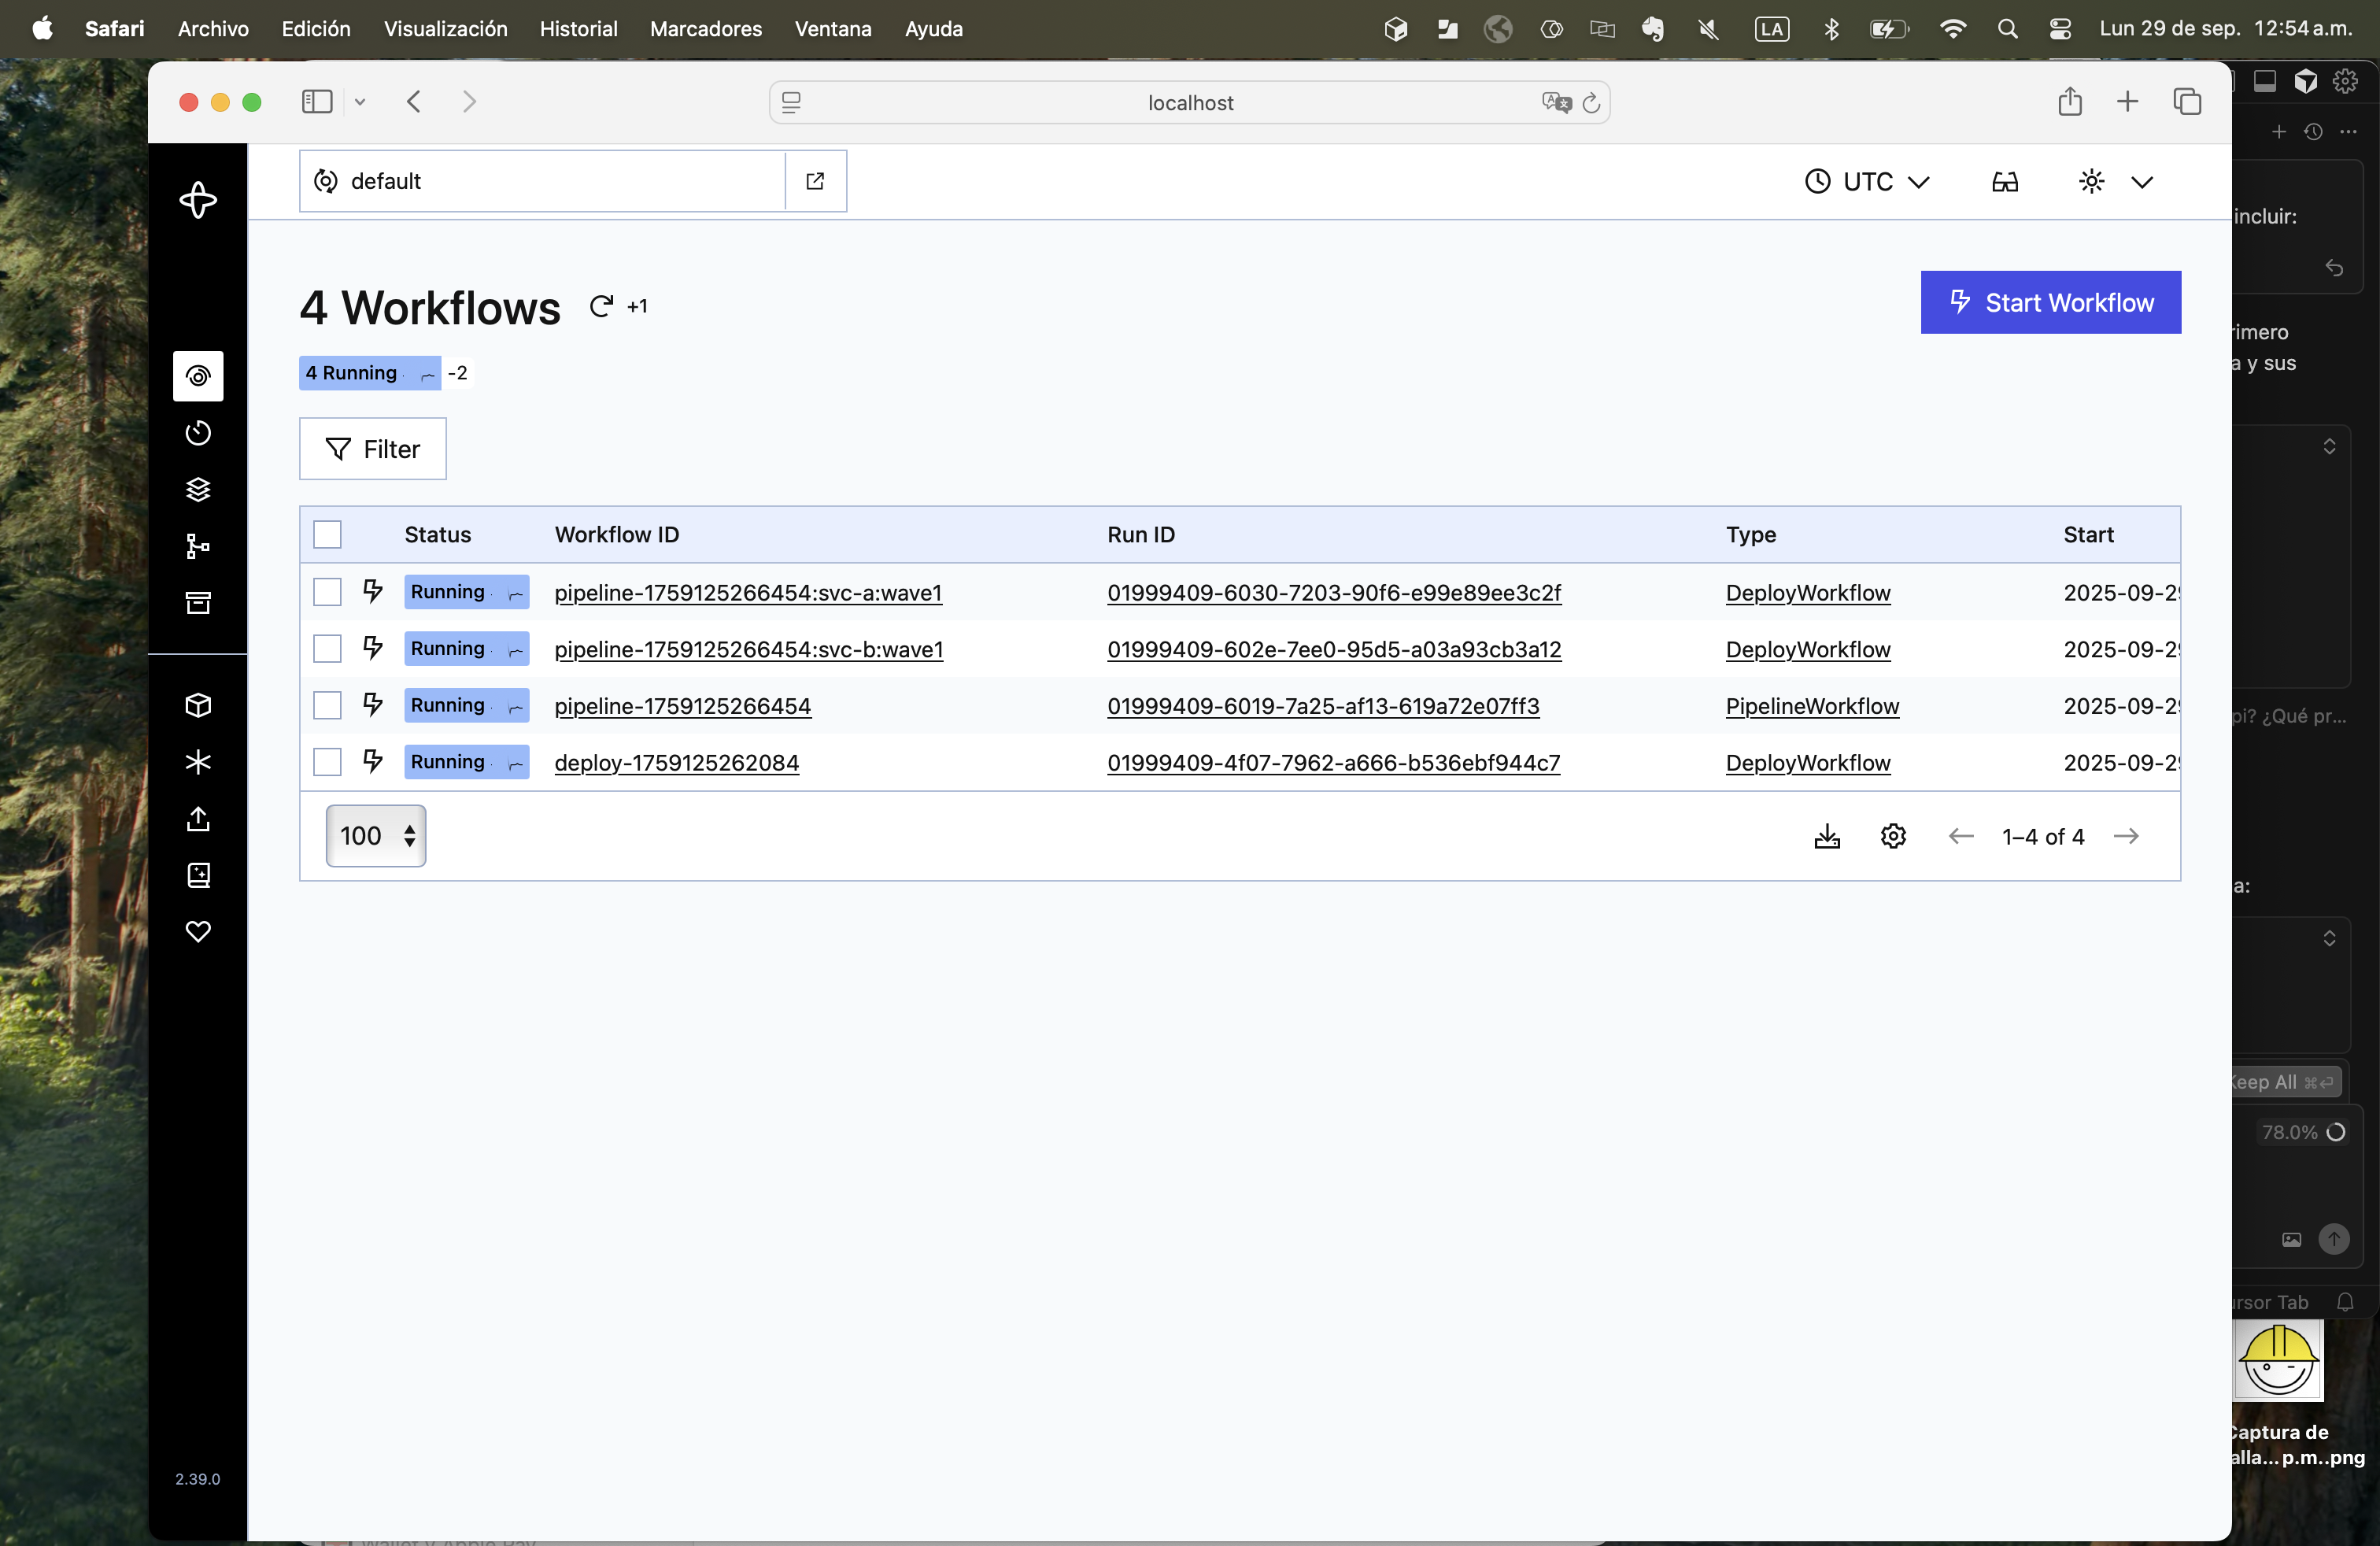 Safari Archivo Edición Visualización Historial Marcadores Ventana Ayuda LA Lun 29 de sep. 12:54 a.m.
localhost
default UTC
4 Workflows +1 Start Workflow
4 Running -2
Filter
Status Workflow ID Run ID Type Start
Running pipeline-1759125266454:svc-a:wave1 01999409-6030-7203-90f6-e99e89ee3c2f DeployWorkflow 2025-09-29
Running pipeline-1759125266454:svc-b:wave1 01999409-602e-7ee0-95d5-a03a93cb3a12 DeployWorkflow 2025-09-29
Running pipeline-1759125266454 01999409-6019-7a25-af13-619a72e07ff3 PipelineWorkflow 2025-09-29
Running deploy-1759125262084 01999409-4f07-7962-a666-b536ebf944c7 DeployWorkflow 2025-09-29
100 1–4 of 4
2.39.0
incluir:
rimero
a y sus
pi? ¿Qué pr...
a:
Keep All
78.0%
ursor Tab
Captura de
alla...p.m..png